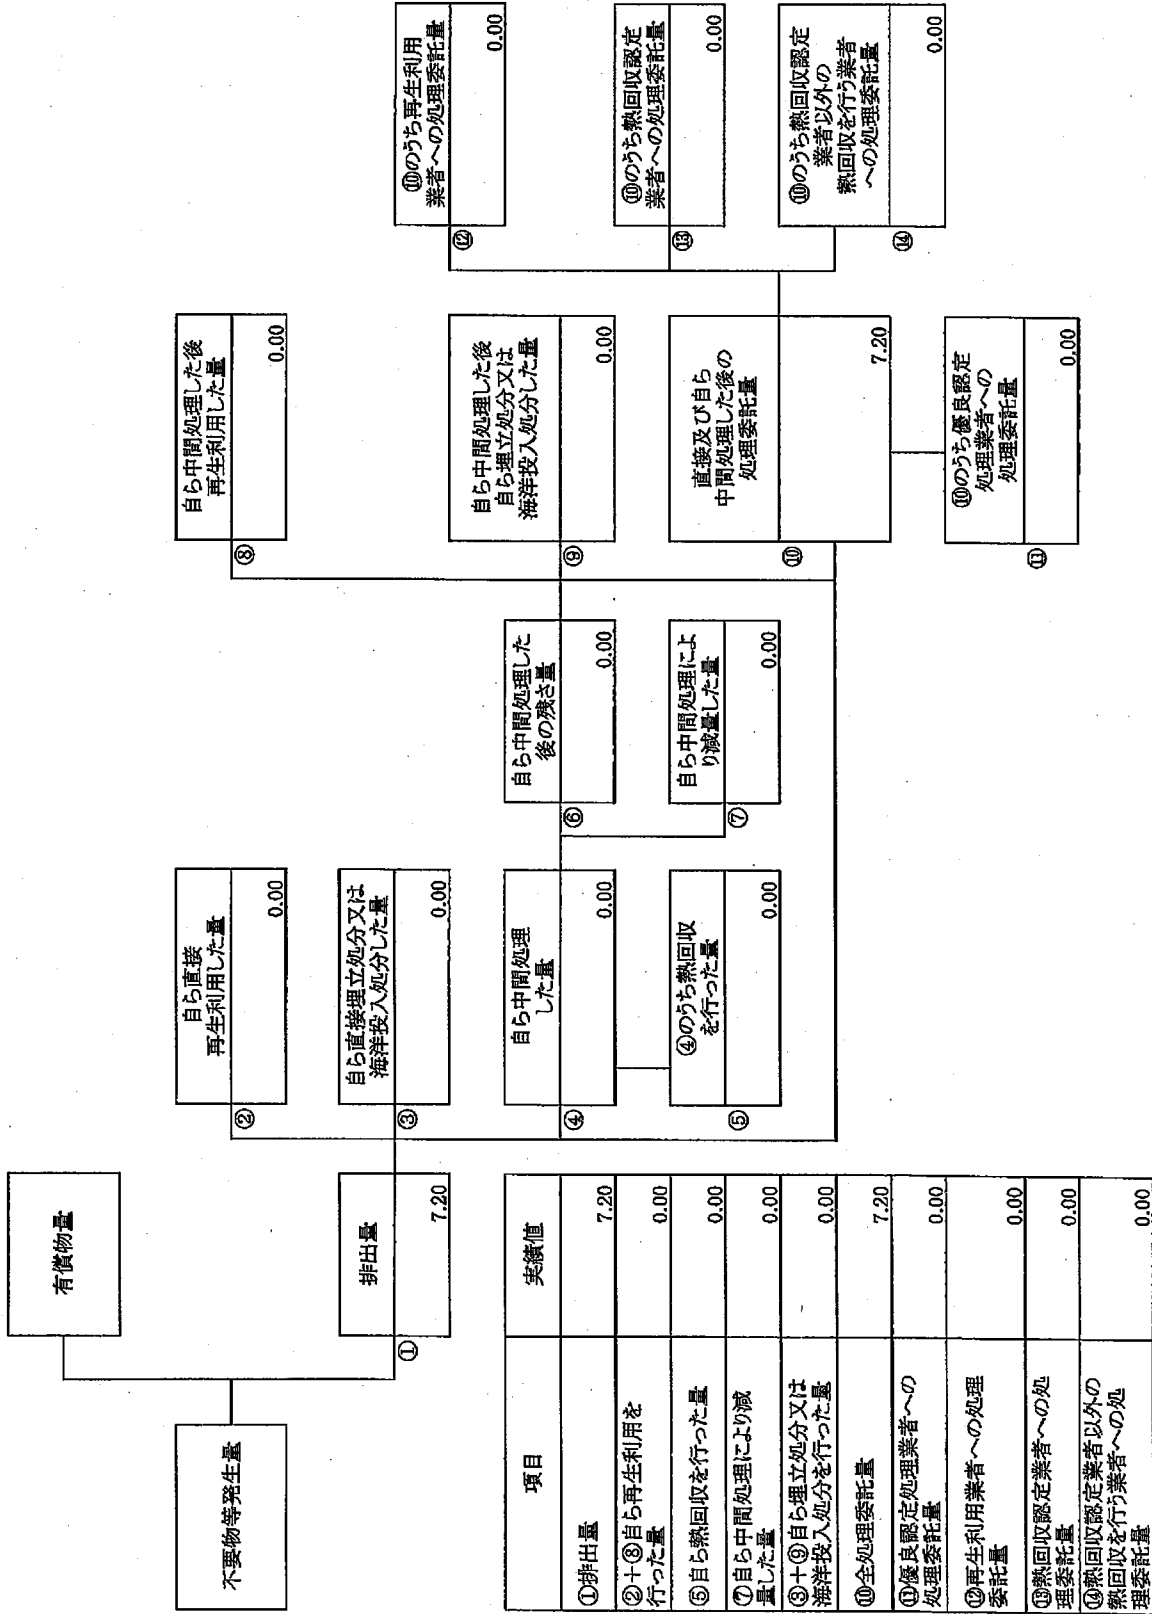 有償物量
不要物等発生量
排出量
①
7.20
自ら直接
再生利用した量
②
0.00
自ら直接埋立処分又は
海洋投入処分した量
③
0.00
自ら中間処理
した量
④
0.00
④のうち熱回収
を行った量
⑤
0.00
自ら中間処理した
後の残さ量
⑥
0.00
自ら中間処理によ
り減量した量
⑦
0.00
自ら中間処理した後
再生利用した量
⑧
0.00
自ら中間処理した後
自ら埋立処分又は
海洋投入処分した量
⑨
0.00
直接及び自ら
中間処理した後の
処理委託量
⑩
7.20
⑩のうち優良認定
処理業者への
処理委託量
⑪
0.00
⑩のうち再生利用
業者への処理委託量
⑫
0.00
⑩のうち熱回収認定
業者への処理委託量
⑬
0.00
⑩のうち熱回収認定
業者以外の
熱回収を行う業者
への処理委託量
⑭
0.00
項目 実績値
①排出量 7.20
②+⑧自ら再生利用を
行った量 0.00
⑤自ら熱回収を行った量 0.00
⑦自ら中間処理により減
量した量 0.00
③+⑨自ら埋立処分又は
海洋投入処分を行った量 0.00
⑩全処理委託量 7.20
⑪優良認定処理業者への
処理委託量 0.00
⑫再生利用業者への処理
委託量 0.00
⑬熱回収認定業者への処
理委託量 0.00
⑭熱回収認定業者以外の
熱回収を行う業者への処
理委託量 0.00